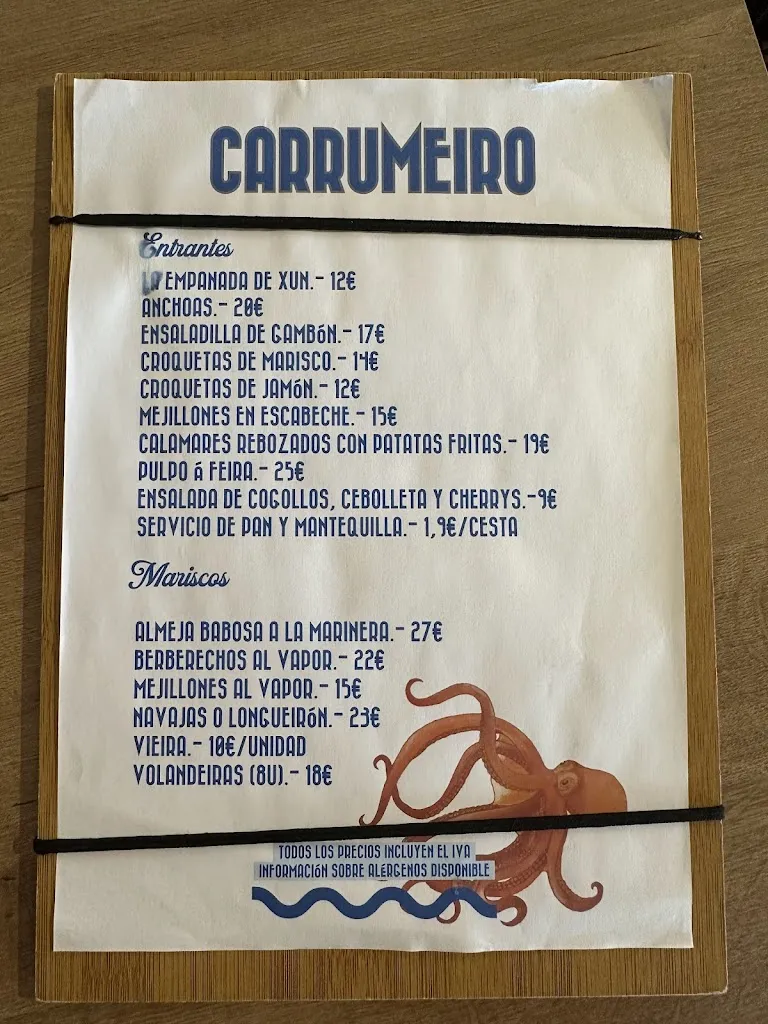 CARRUMEIRO
Entrantes
LA EMPANADA DE XUN.- 12€
ANCHOAS.- 20€
ENSALADILLA DE GAMBóN.- 17€
CROQUETAS DE MARISCO.- 14€
CROQUETAS DE JAMóN.- 12€
MEJILLONES EN ESCABECHE.- 15€
CALAMARES REBOZADOS CON PATATAS FRITAS.- 19€
PULPO á FEIRA.- 25€
ENSALADA DE COGOLLOS, CEBOLLETA Y CHERRYS.-9€
SERVICIO DE PAN Y MANTEQUILLA.- 1,9€/CESTA
Mariscos
ALMEJA BABOSA A LA MARINERA.- 27€
BERBERECHOS AL VAPOR.- 22€
MEJILLONES AL VAPOR.- 15€
NAVAJAS O LONGUEIRóN.- 23€
VIEIRA.- 10€/UNIDAD
VOLANDEIRAS (8U).- 18€
TODOS LOS PRECIOS INCLUYEN EL IVA
INFORMACIóN SOBRE ALéRGENOS DISPONIBLE